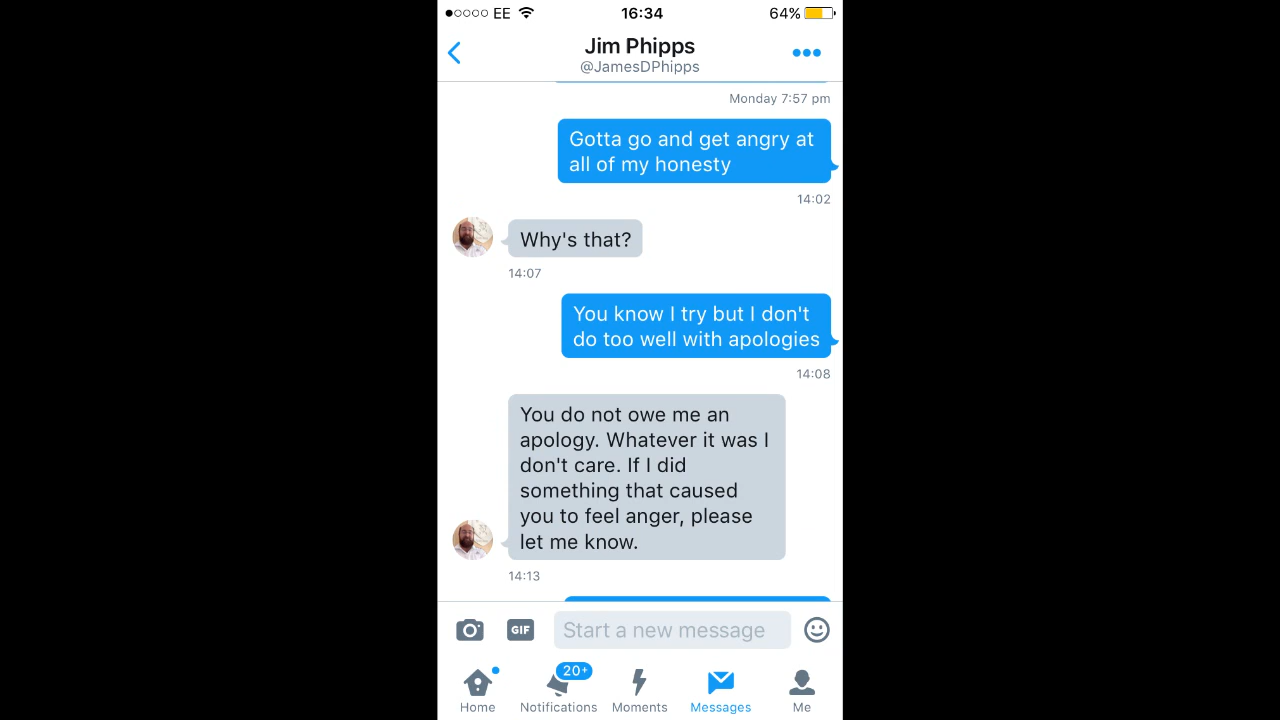 EE 16:34 64%
Jim Phipps
@JamesDPhipps
Monday 7:57 pm
Gotta go and get angry at
all of my honesty
14:02
Why's that?
14:07
You know I try but I don't
do too well with apologies
14:08
You do not owe me an
apology. Whatever it was I
don't care. If I did
something that caused
you to feel anger, please
let me know.
14:13
GIF Start a new message
20+
Home Notifications Moments Messages Me